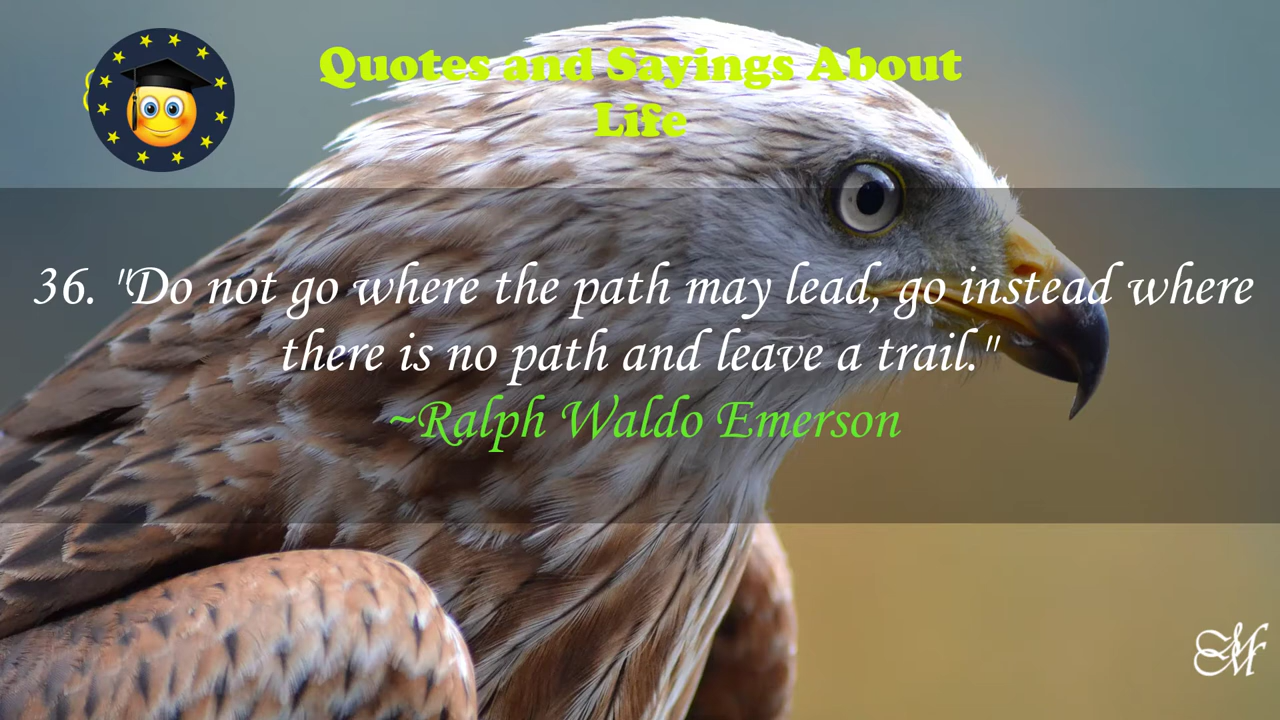 Quotes and Sayings About
Life
36. "Do not go where the path may lead, go instead where
there is no path and leave a trail."
~Ralph Waldo Emerson
M